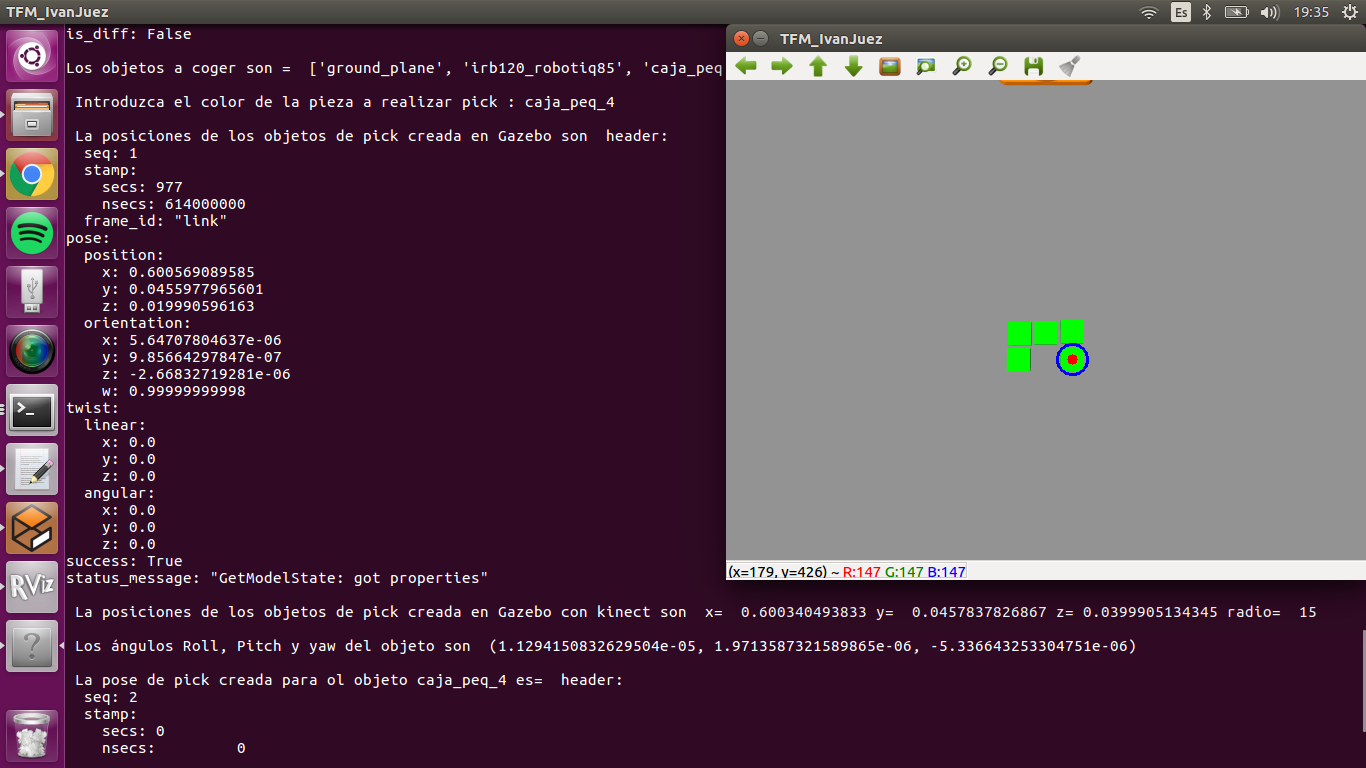 TFM_IvanJuez
Es
19:35
is_diff: False
Los objetos a coger son =  ['ground_plane', 'irb120_robotiq85', 'caja_peq
Introduzca el color de la pieza a realizar pick : caja_peq_4
La posiciones de los objetos de pick creada en Gazebo son  header:
seq: 1
stamp:
secs: 977
nsecs: 614000000
frame_id: "link"
pose:
position:
x: 0.600569089585
y: 0.0455977965601
z: 0.019990596163
orientation:
x: 5.64707804637e-06
y: 9.85664297847e-07
z: -2.66832719281e-06
w: 0.99999999998
twist:
linear:
x: 0.0
y: 0.0
z: 0.0
angular:
x: 0.0
y: 0.0
z: 0.0
success: True
status_message: "GetModelState: got properties"
La posiciones de los objetos de pick creada en Gazebo con kinect son  x=  0.600340493833 y=  0.0457837826867 z= 0.0399905134345 radio=  15
Los ángulos Roll, Pitch y yaw del objeto son  (1.1294150832629504e-05, 1.9713587321589865e-06, -5.336643253304751e-06)
La pose de pick creada para ol objeto caja_peq_4 es=  header:
seq: 2
stamp:
secs: 0
nsecs:         0
TFM_IvanJuez
(x=179, y=426) ~ R:147 G:147 B:147
RViz
?